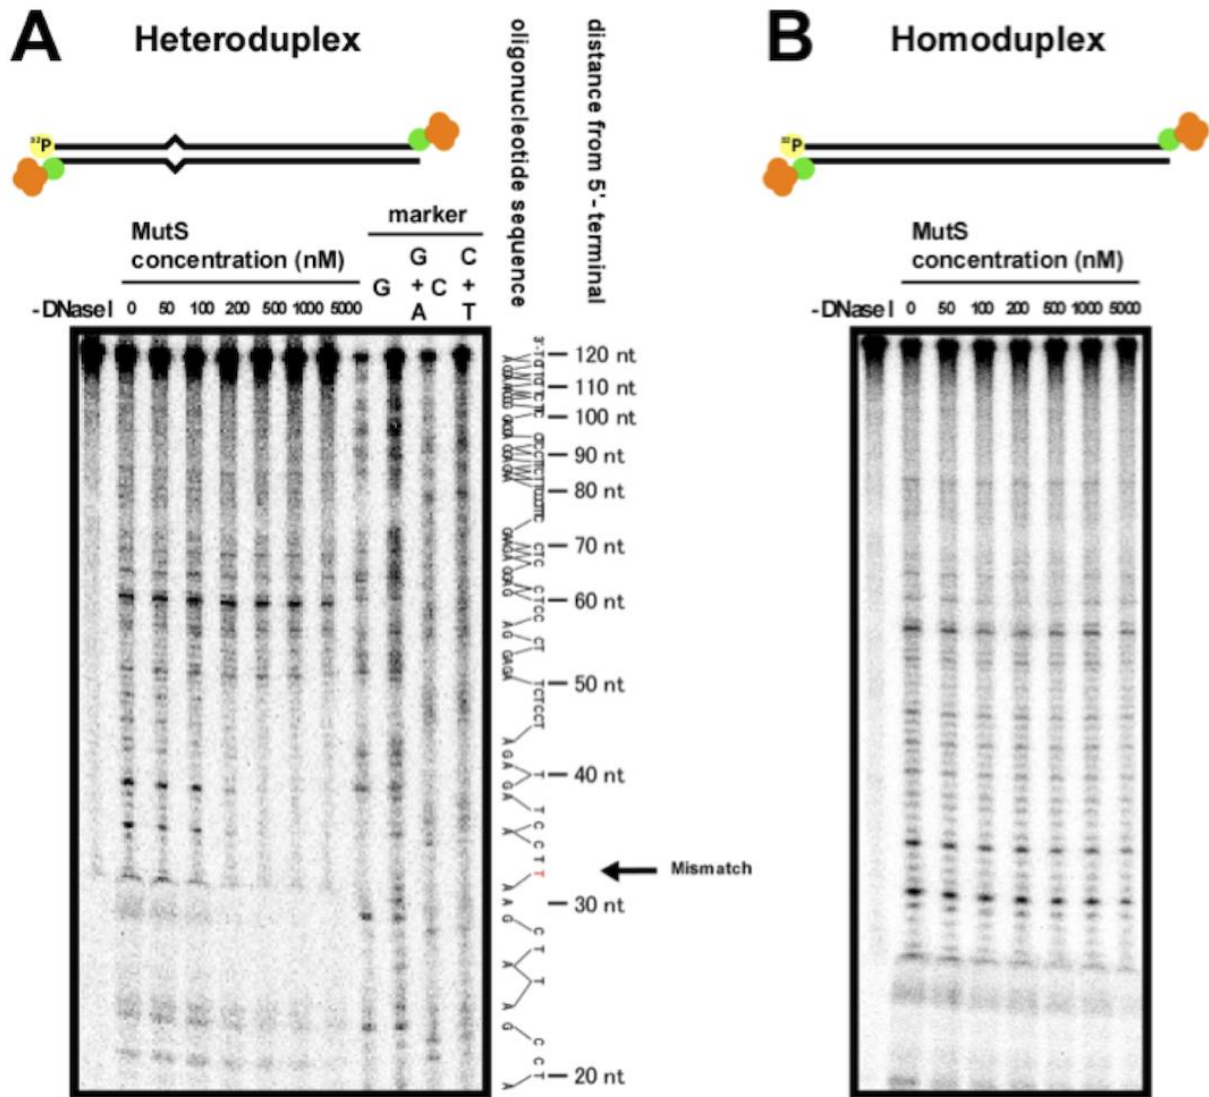 A
Heteroduplex
oligonucleotide sequence
distance from 5'-terminal
³²P
marker
MutS
concentration (nM)
G
G
+
A
C
C
+
T
-DNaseI 0 50 100 200 500 1000 5000
120 nt
110 nt
100 nt
90 nt
80 nt
70 nt
60 nt
50 nt
40 nt
Mismatch
30 nt
20 nt
B
Homoduplex
³²P
MutS
concentration (nM)
-DNaseI 0 50 100 200 500 1000 5000